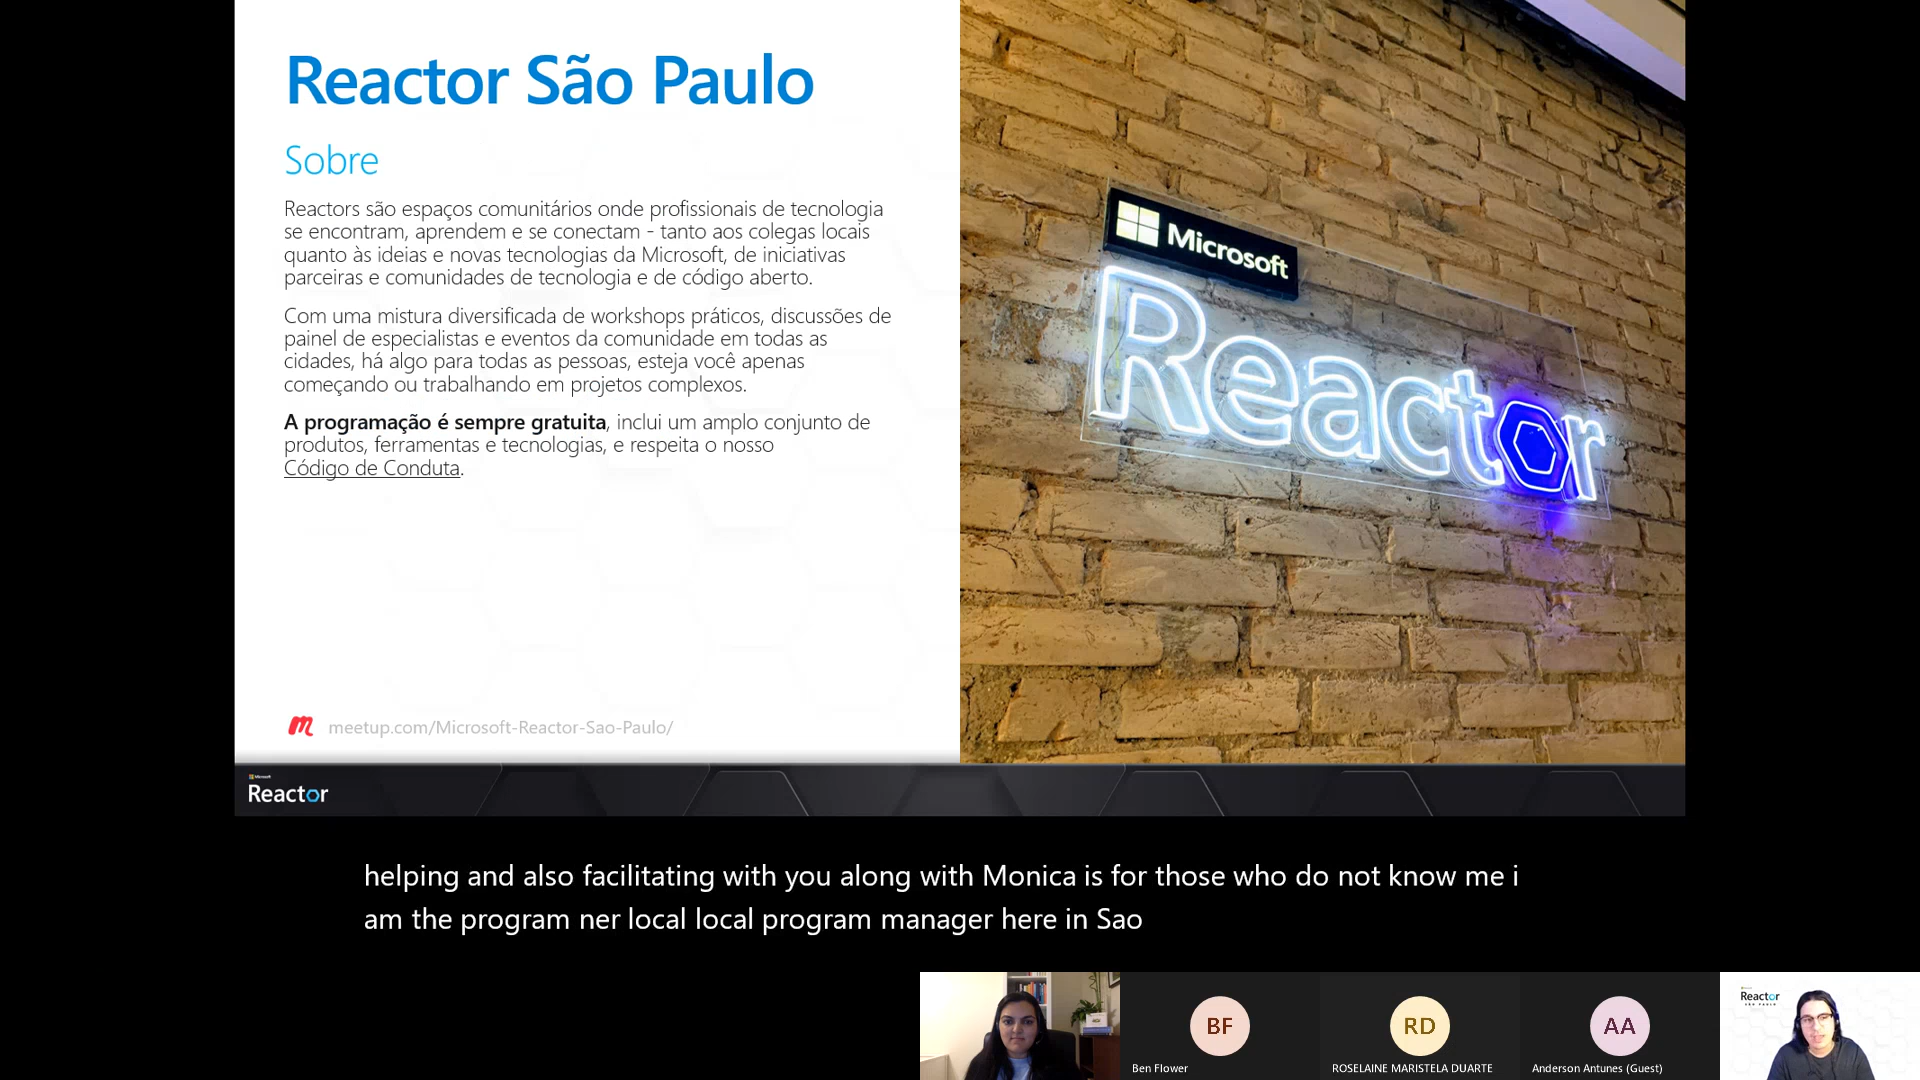 Reactor São Paulo
Sobre
Reactors são espaços comunitários onde profissionais de tecnologia
se encontram, aprendem e se conectam - tanto aos colegas locais
quanto às ideias e novas tecnologias da Microsoft, de iniciativas
parceiras e comunidades de tecnologia e de código aberto.
Com uma mistura diversificada de workshops práticos, discussões de
painel de especialistas e eventos da comunidade em todas as
cidades, há algo para todas as pessoas, esteja você apenas
começando ou trabalhando em projetos complexos.
A programação é sempre gratuita, inclui um amplo conjunto de
produtos, ferramentas e tecnologias, e respeita o nosso
Código de Conduta.
meetup.com/Microsoft-Reactor-Sao-Paulo/
Microsoft
Reactor
Microsoft
Reactor
helping and also facilitating with you along with Monica is for those who do not know me i
am the program ner local local program manager here in Sao
BF
Ben Flower
RD
ROSELAINE MARISTELA DUARTE
AA
Anderson Antunes (Guest)
Reactor
SÃO PAULO